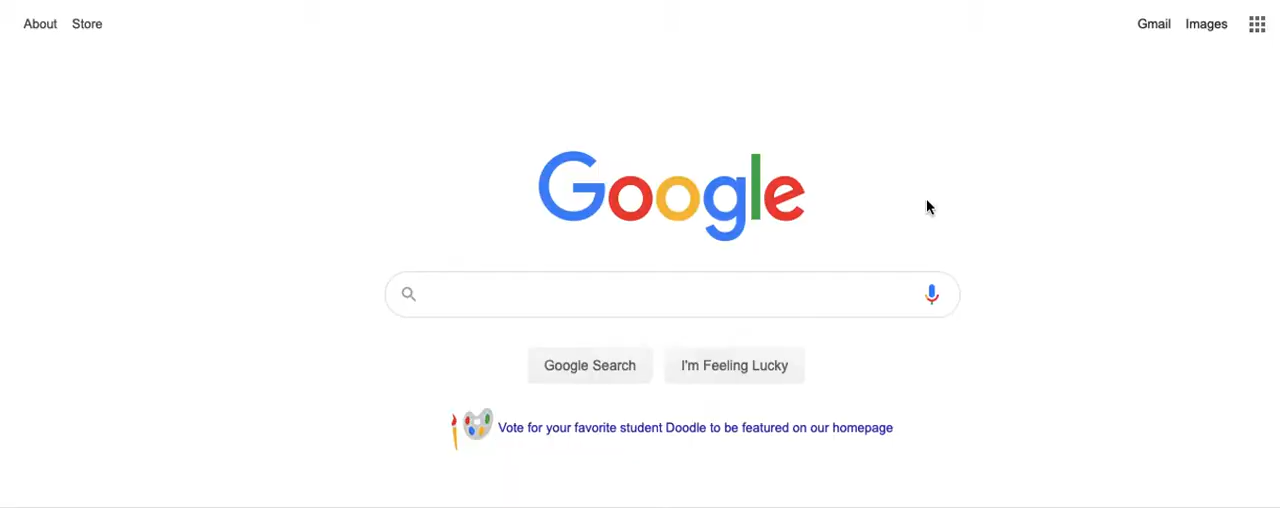 About Store
Gmail Images
Google
Google Search
I'm Feeling Lucky
Vote for your favorite student Doodle to be featured on our homepage